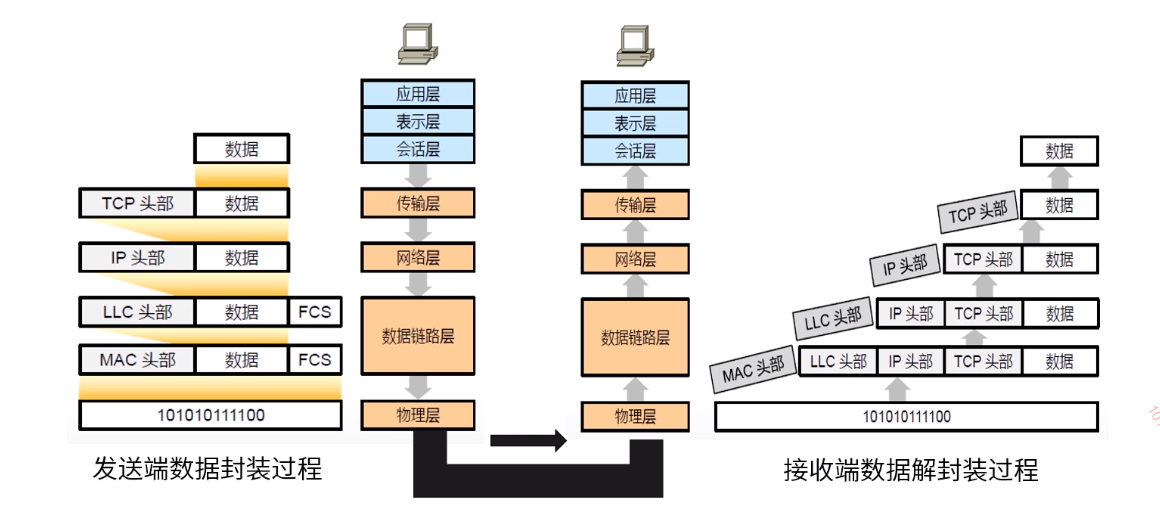 应用层
表示层
会话层
传输层
网络层
数据链路层
物理层
数据
TCP 头部 数据
IP 头部 数据
LLC 头部 数据 FCS
MAC 头部 数据 FCS
101010111100
发送端数据封装过程
应用层
表示层
会话层
传输层
网络层
数据链路层
物理层
数据
TCP 头部 数据
IP 头部 TCP 头部 数据
LLC 头部 IP 头部 TCP 头部 数据
MAC 头部 LLC 头部 IP 头部 TCP 头部 数据
101010111100
接收端数据解封装过程